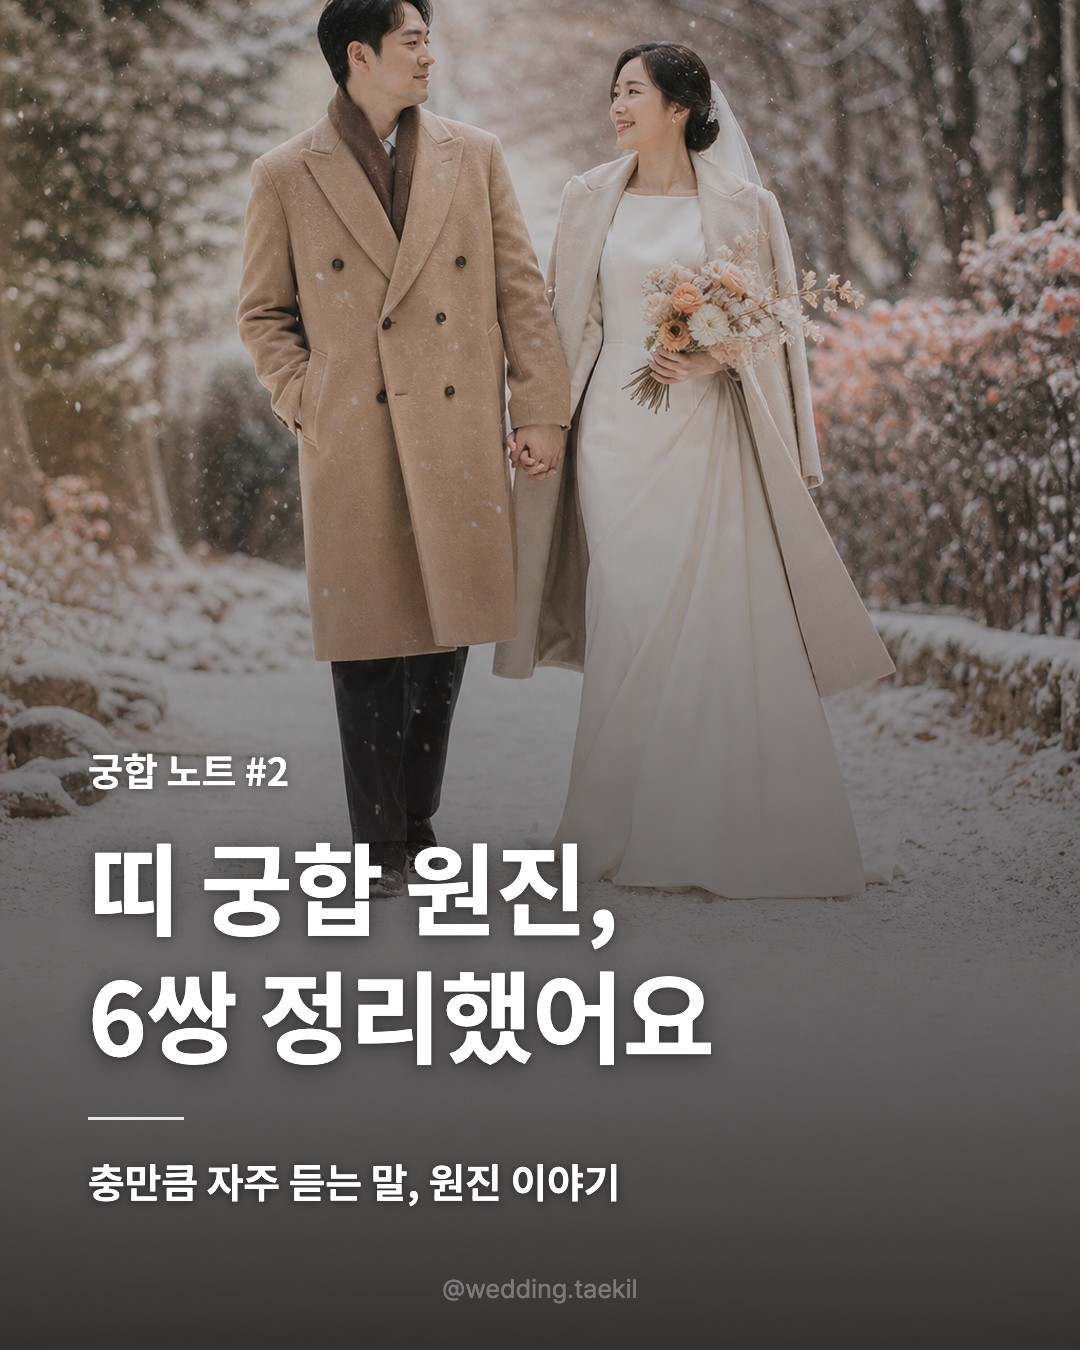 궁합 노트 #2
띠 궁합 원진,
6쌍 정리했어요
충만큼 자주 듣는 말, 원진 이야기
@wedding.taekil